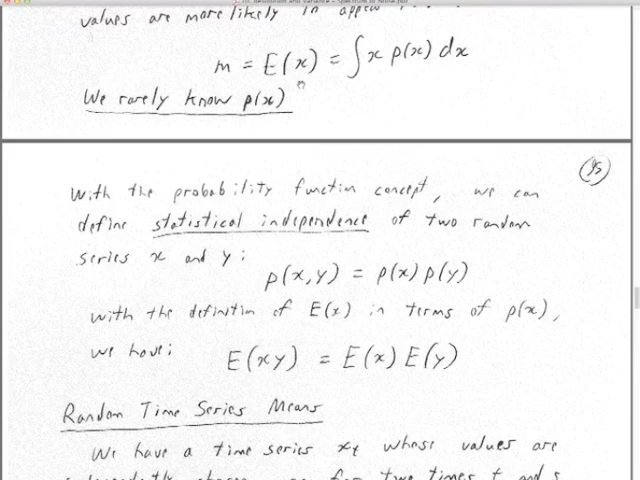 values are more likely to appear
m = E(x) = ∫ x p(x) dx
We rarely know p(x)
95
With the probability function concept, we can
define statistical independence of two random
series x and y:
p(x,y) = p(x) p(y)
with the definition of E(x) in terms of p(x),
we have:
E(xy) = E(x) E(y)
Random Time Series Means
We have a time series xₜ whose values are
for two times t and s